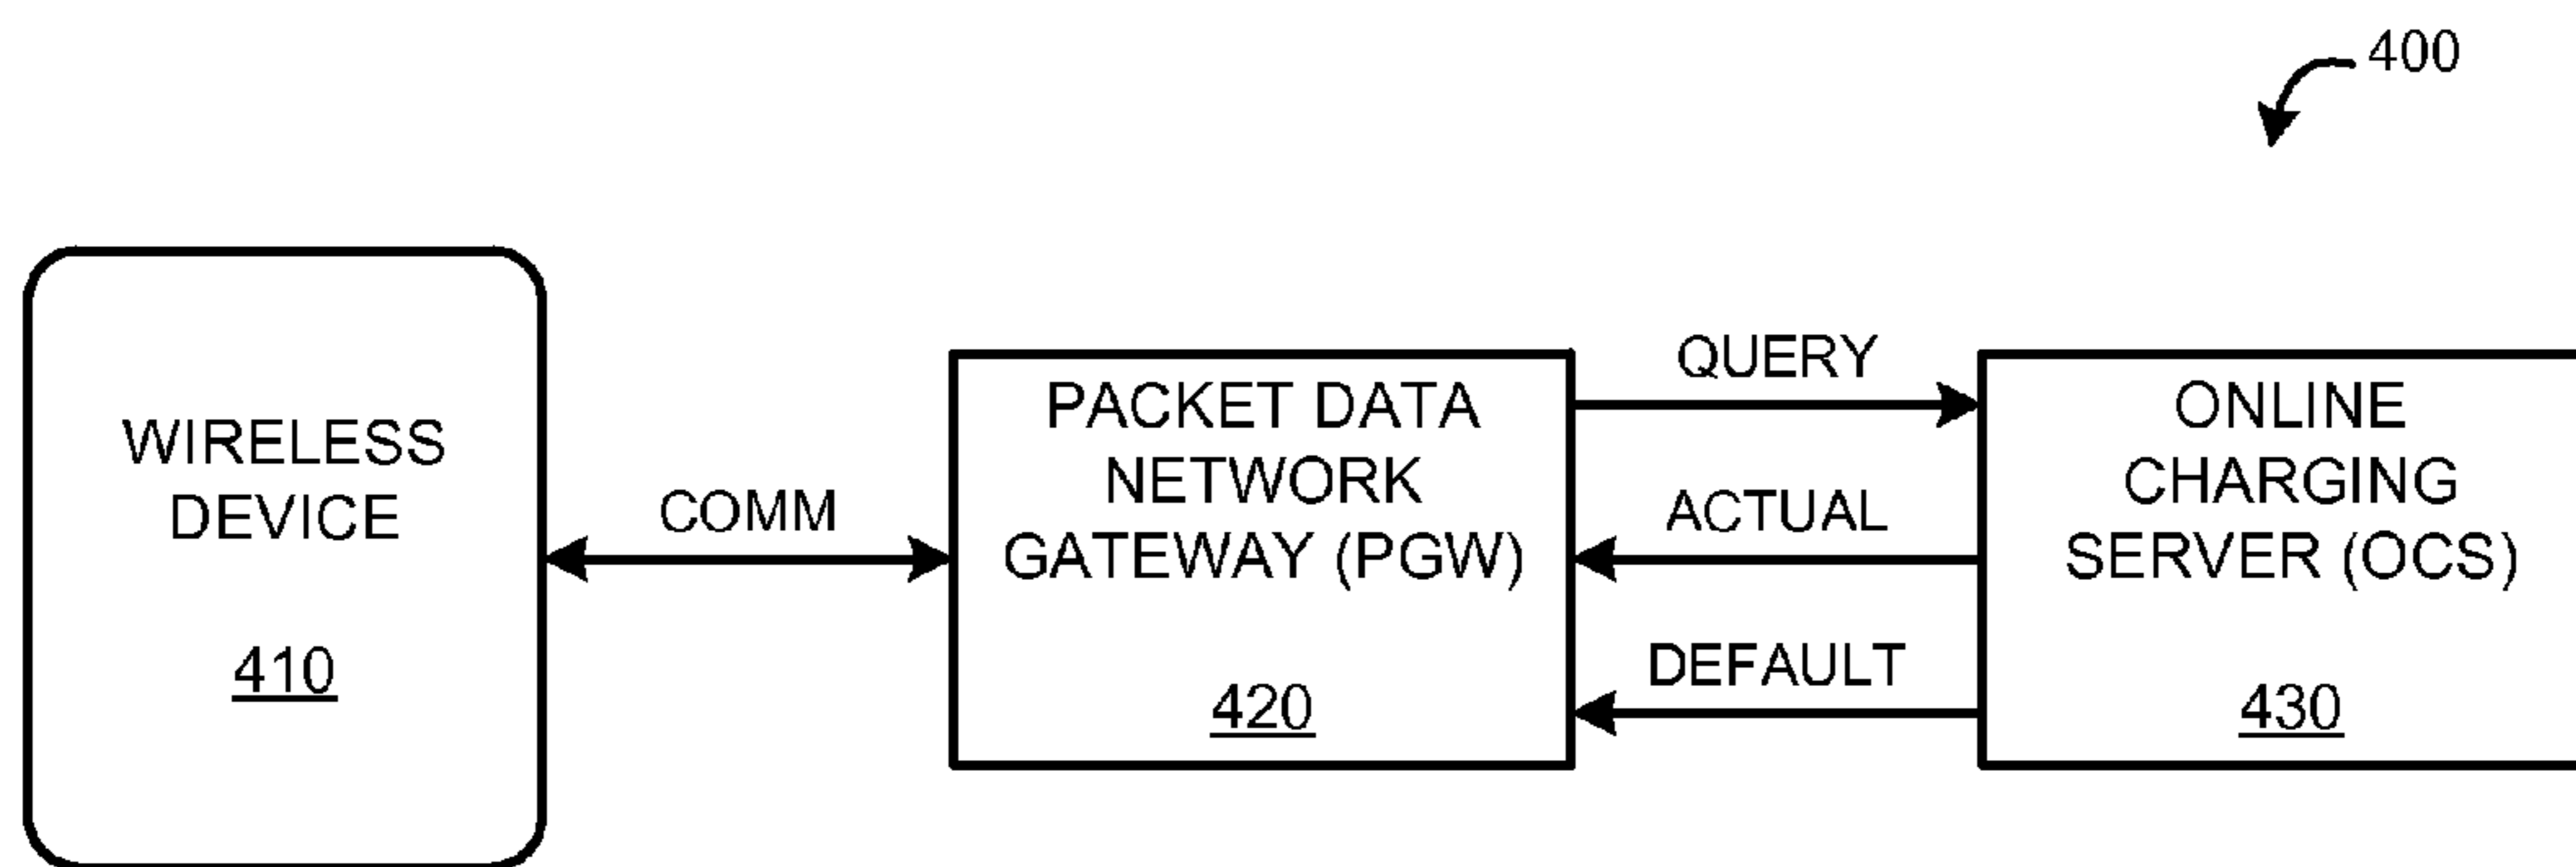 400
WIRELESS
DEVICE
410
COMM
PACKET DATA
NETWORK
GATEWAY (PGW)
420
QUERY
ACTUAL
DEFAULT
ONLINE
CHARGING
SERVER (OCS)
430